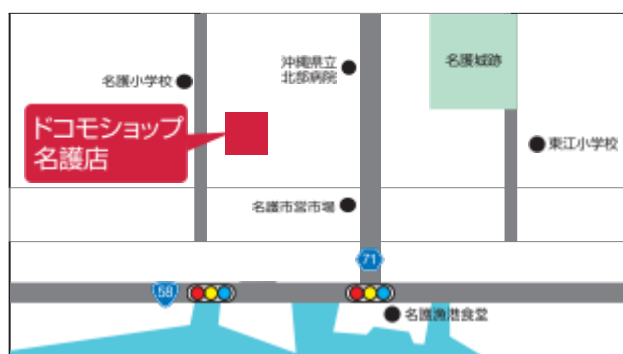 沖縄県立
北部病院
名護城跡
名護小学校
ドコモショップ
名護店
東江小学校
名護市営市場
71
58
名護漁港食堂